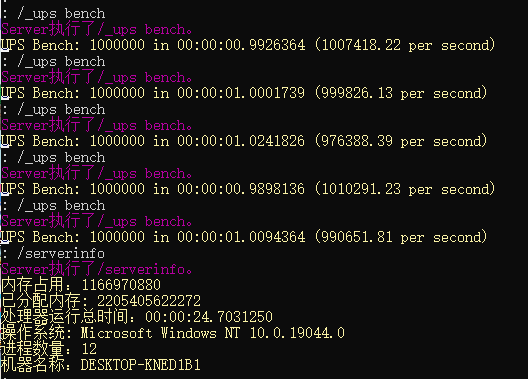 : /_ups bench
Server执行了/_ups bench。
UPS Bench: 1000000 in 00:00:00.9926364 (1007418.22 per second)
: /_ups bench
Server执行了/_ups bench。
UPS Bench: 1000000 in 00:00:01.0001739 (999826.13 per second)
: /_ups bench
Server执行了/_ups bench。
UPS Bench: 1000000 in 00:00:01.0241826 (976388.39 per second)
: /_ups bench
Server执行了/_ups bench。
UPS Bench: 1000000 in 00:00:00.9898136 (1010291.23 per second)
: /_ups bench
Server执行了/_ups bench。
UPS Bench: 1000000 in 00:00:01.0094364 (990651.81 per second)
: /serverinfo
Server执行了/serverinfo。
内存占用: 1166970880
已分配内存: 2205405622272
处理器运行总时间: 00:00:24.7031250
操作系统: Microsoft Windows NT 10.0.19044.0
进程数量: 12
机器名称: DESKTOP-KNED1B1